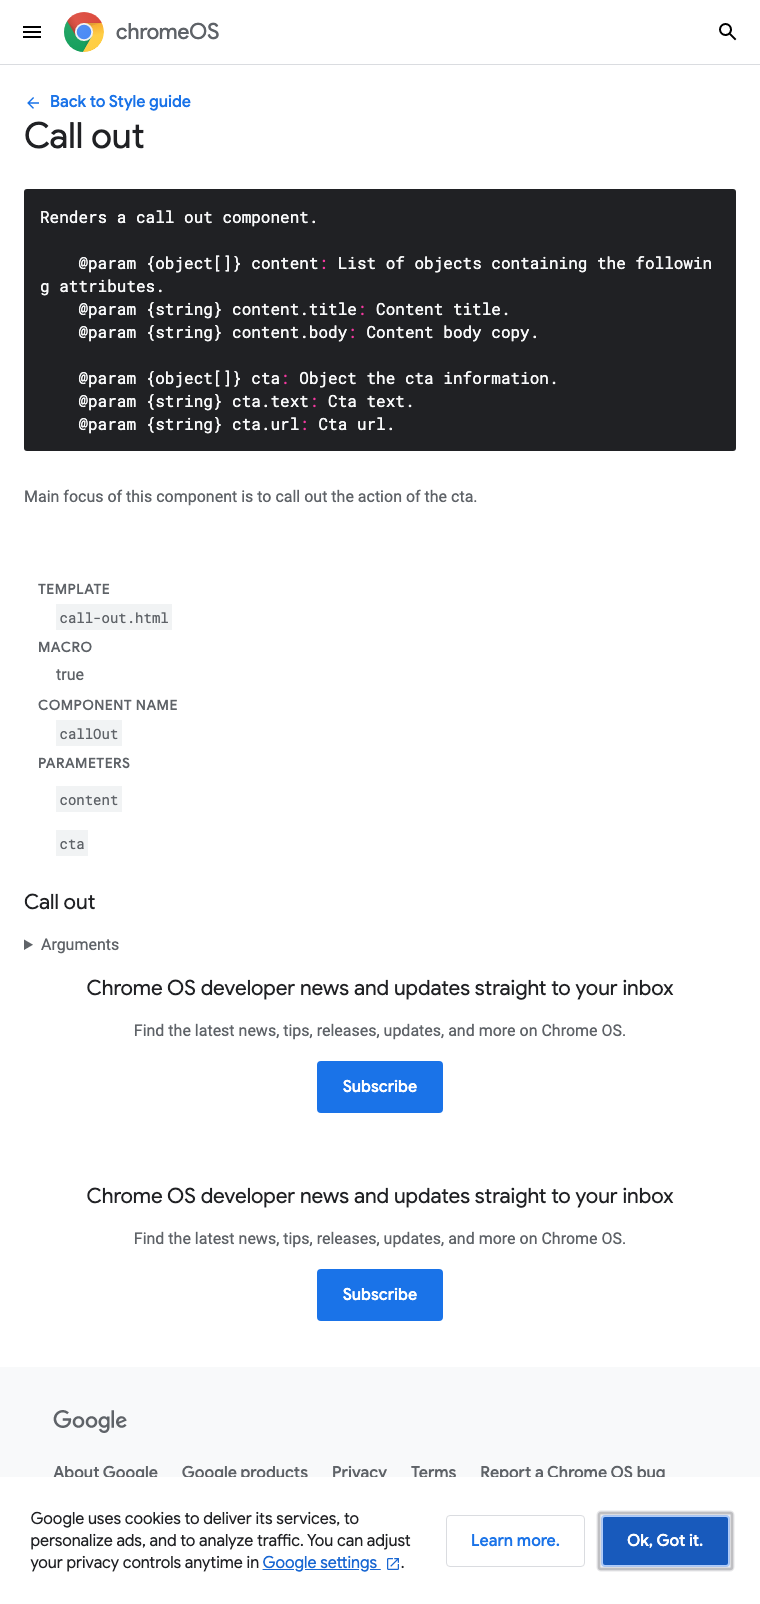 chromeOS
Back to Style guide
Call out
Renders a call out component.
@param {object[]} content: List of objects containing the followin
g attributes.
@param {string} content.title: Content title.
@param {string} content.body: Content body copy.
@param {object[]} cta: Object the cta information.
@param {string} cta.text: Cta text.
@param {string} cta.url: Cta url.
Main focus of this component is to call out the action of the cta.
TEMPLATE
call-out.html
MACRO
true
COMPONENT NAME
callOut
PARAMETERS
content
cta
Call out
Arguments
Chrome OS developer news and updates straight to your inbox
Find the latest news, tips, releases, updates, and more on Chrome OS.
Subscribe
Chrome OS developer news and updates straight to your inbox
Find the latest news, tips, releases, updates, and more on Chrome OS.
Subscribe
Google
About Google Google products Privacy Terms Report a Chrome OS bug
Google uses cookies to deliver its services, to
personalize ads, and to analyze traffic. You can adjust
your privacy controls anytime in Google settings .
Learn more.
Ok, Got it.